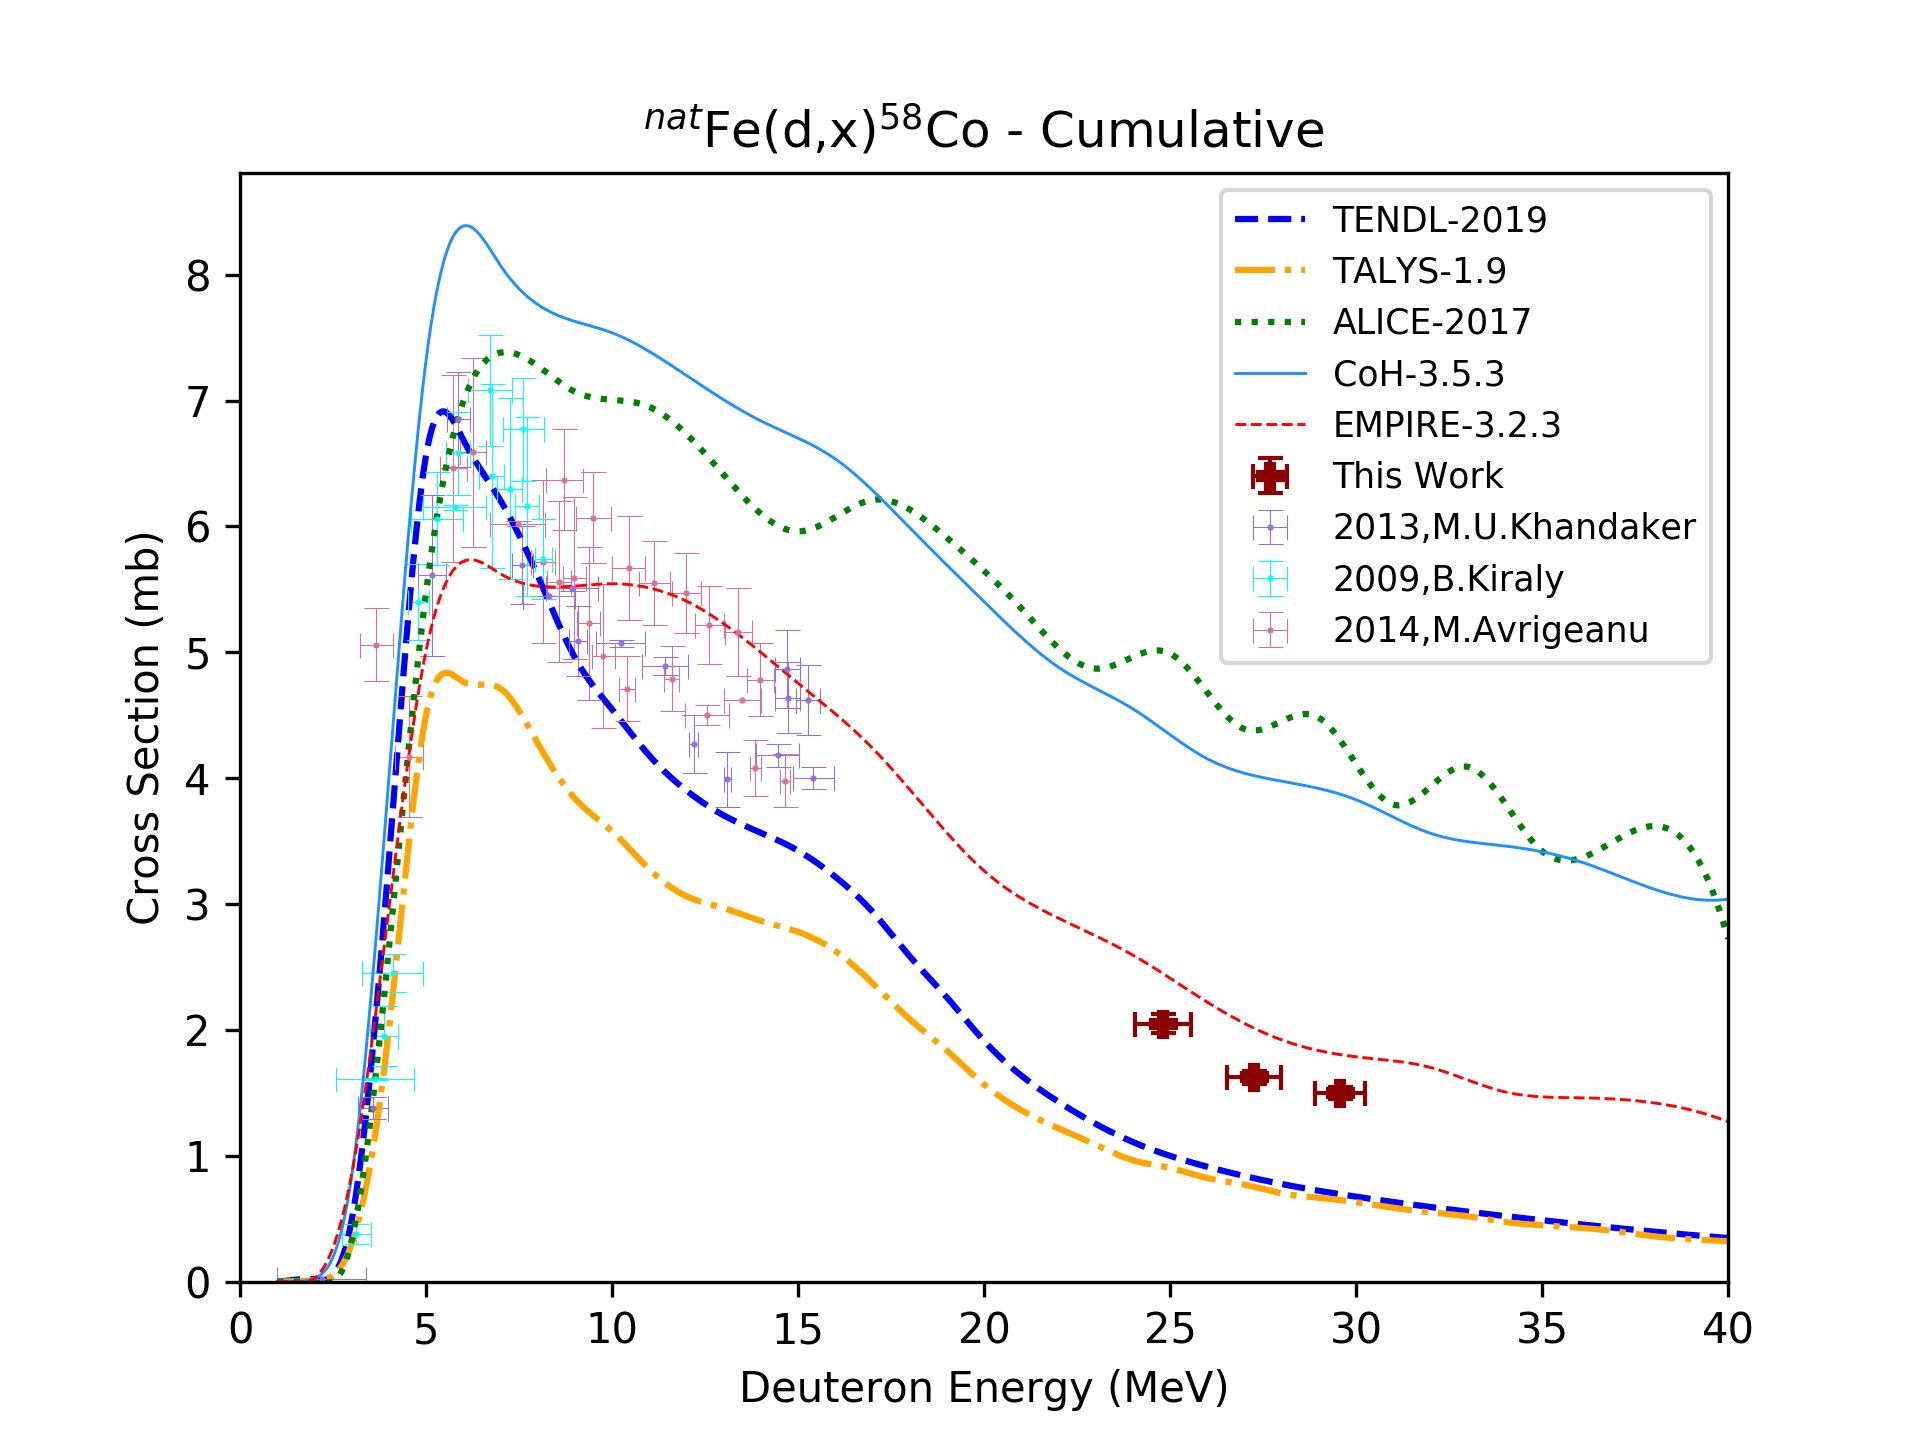 natFe(d,x)58Co - Cumulative
TENDL-2019
TALYS-1.9
ALICE-2017
CoH-3.5.3
EMPIRE-3.2.3
This Work
2013,M.U.Khandaker
2009,B.Kiraly
2014,M.Avrigeanu
Cross Section (mb)
8
7
6
5
4
3
2
1
0
0 5 10 15 20 25 30 35 40
Deuteron Energy (MeV)